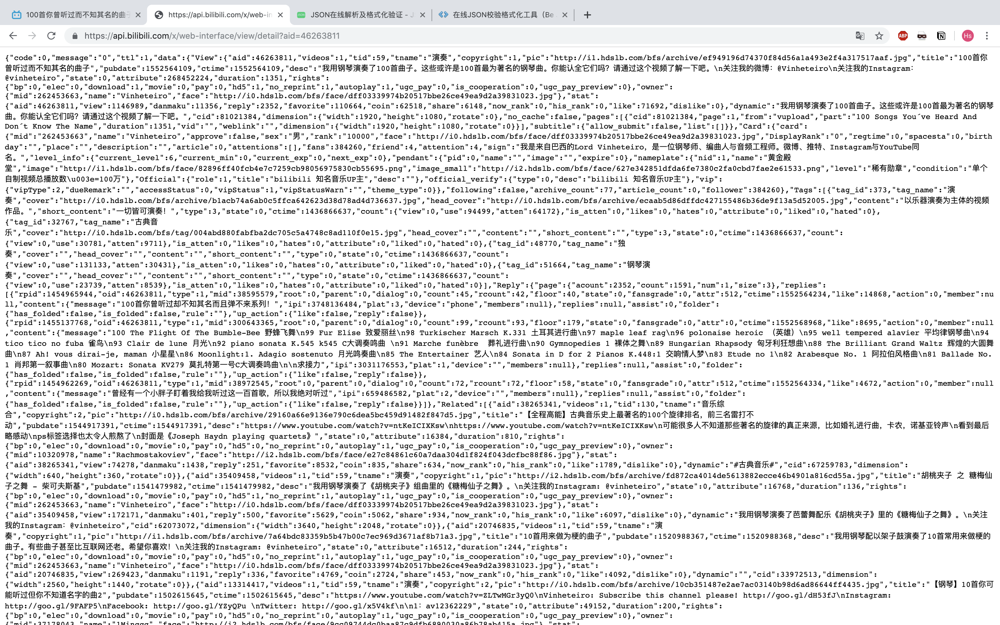 100首你曾听过而不知其名的曲子
https://api.bilibili.com/x/web-in
JSON在线解析及格式化验证 - J
在线JSON校验格式化工具（Be
https://api.bilibili.com/x/web-interface/view/detail?aid=46263811
ABP
Hs
{"code":0,"message":"0","ttl":1,"data":{"View":{"aid":46263811,"videos":1,"tid":59,"tname":"演奏","copyright":1,"pic":"http://i1.hdslb.com/bfs/archive/ef949196d74370f84d56a1a493e2f4a317517aaf.jpg","title":"100首你
曾听过而不知其名的曲子","pubdate":1552564109,"ctime":1552564109,"desc":"我用钢琴演奏了100首曲子。这些或许是100首最为著名的钢琴曲。你能认全它们吗？请通过这个视频了解一下吧。\n关注我的微博：@Vinheteiro\n关注我的Instagram：
@vinheteiro","state":0,"attribute":268452224,"duration":1351,"rights":
{"bp":0,"elec":0,"download":1,"movie":0,"pay":0,"hd5":1,"no_reprint":1,"autoplay":1,"ugc_pay":0,"is_cooperation":0,"ugc_pay_preview":0},"owner":
{"mid":262453663,"name":"Vinheteiro","face":"http://i0.hdslb.com/bfs/face/dff03339974b20517bbe26ce49ea9d2a39831023.jpg"},"stat":
{"aid":46263811,"view":1146989,"danmaku":11356,"reply":2352,"favorite":110664,"coin":62518,"share":6148,"now_rank":0,"his_rank":0,"like":71692,"dislike":0},"dynamic":"我用钢琴演奏了100首曲子。这些或许是100首最为著名的钢琴
曲。你能认全它们吗？请通过这个视频了解一下吧。","cid":81021384,"dimension":{"width":1920,"height":1080,"rotate":0},"no_cache":false,"pages":[{"cid":81021384,"page":1,"from":"vupload","part":"100 Songs You´ve Heard And
Don´t Know The Name","duration":1351,"vid":"","weblink":"","dimension":{"width":1920,"height":1080,"rotate":0}}],"subtitle":{"allow_submit":false,"list":[]}},"Card":{"card":
{"mid":"262453663","name":"Vinheteiro","approve":false,"sex":"男","rank":"10000","face":"http://i0.hdslb.com/bfs/face/dff03339974b20517bbe26ce49ea9d2a39831023.jpg","DisplayRank":"0","regtime":0,"spacesta":0,"birth
day":"","place":"","description":"","article":0,"attentions":[],"fans":384260,"friend":4,"attention":4,"sign":"我是来自巴西的Lord Vinheteiro，是一位钢琴师、编曲人与音频工程师。微博、推特、Instagram与YouTube同
名。","level_info":{"current_level":6,"current_min":0,"current_exp":0,"next_exp":0},"pendant":{"pid":0,"name":"","image":"","expire":0},"nameplate":{"nid":1,"name":"黄金殿
堂","image":"http://i1.hdslb.com/bfs/face/82896ff40fcb4e7c7259cb98056975830cb55695.png","image_small":"http://i2.hdslb.com/bfs/face/627e342851dfda6fe7380c2fa0cbd7fae2e61533.png","level":"稀有勋章","condition":"单个
自制视频总播放数\u003e=100万"},"Official":{"role":1,"title":"bilibili 知名音乐UP主","desc":""},"official_verify":{"type":0,"desc":"bilibili 知名音乐UP主"},"vip":
{"vipType":2,"dueRemark":"","accessStatus":0,"vipStatus":1,"vipStatusWarn":"","theme_type":0}},"following":false,"archive_count":77,"article_count":0,"follower":384260},"Tags":[{"tag_id":373,"tag_name":"演
奏","cover":"http://i0.hdslb.com/bfs/archive/b1acb74a6ab0c5ffca642623d38d78ad4d736637.jpg","head_cover":"http://i0.hdslb.com/bfs/archive/ecaab5d86dffdc427155486b36de9f13a5d52005.jpg","content":"以乐器演奏为主体的视频
作品。","short_content":"一切皆可演奏！","type":3,"state":0,"ctime":1436866637,"count":{"view":0,"use":94499,"atten":64172},"is_atten":0,"likes":0,"hates":0,"attribute":0,"liked":0,"hated":0},
{"tag_id":32767,"tag_name":"古典音
乐","cover":"http://i0.hdslb.com/bfs/tag/004abd880fabfba2dc705c5a4748c8ad110f0e15.jpg","head_cover":"","content":"","short_content":"","type":3,"state":0,"ctime":1436866637,"count":
{"view":0,"use":30781,"atten":9711},"is_atten":0,"likes":0,"hates":0,"attribute":0,"liked":0,"hated":0},{"tag_id":48770,"tag_name":"独
奏","cover":"","head_cover":"","content":"","short_content":"","type":0,"state":0,"ctime":1436866637,"count":
{"view":0,"use":131133,"atten":30431},"is_atten":0,"likes":0,"hates":0,"attribute":0,"liked":0,"hated":0},{"tag_id":51664,"tag_name":"钢琴演
奏","cover":"","head_cover":"","content":"","short_content":"","type":0,"state":0,"ctime":1436866637,"count":
{"view":0,"use":23739,"atten":8539},"is_atten":0,"likes":0,"hates":0,"attribute":0,"liked":0,"hated":0}],"Reply":{"page":{"acount":2352,"count":1591,"num":1,"size":3},"replies":
[{"rpid":1454965944,"oid":46263811,"type":1,"mid":38595579,"root":0,"parent":0,"dialog":0,"count":45,"rcount":42,"floor":40,"state":0,"fansgrade":0,"attr":512,"ctime":1552564234,"like":14868,"action":0,"member":nu
ll,"content":{"message":"100首你曾听过却不知其名而且弹不来系列！","ipi":3748136484,"plat":3,"device":"phone","members":null},"replies":null,"assist":0,"folder":
{"has_folded":false,"is_folded":false,"rule":""},"up_action":{"like":false,"reply":false}},
{"rpid":1455137768,"oid":46263811,"type":1,"mid":300643365,"root":0,"parent":0,"dialog":0,"count":99,"rcount":93,"floor":179,"state":0,"fansgrade":0,"attr":0,"ctime":1552568968,"like":8695,"action":0,"member":null
,"content":{"message":"100 The Flight Of The Bumble-Bee 野蜂飞舞\n99 Fur Elise 致爱丽丝\n98 Turkischer Marsch K.331 土耳其进行曲\n97 maple leaf rag\n96 polonaise heroic （英雄）\n95 well tempered alavier 平均律钢琴曲\n94
tico tico no fuba 雀鸟\n93 Clair de lune 月光\n92 piano sonata K.545 k545 C大调奏鸣曲 \n91 Marche funèbre  葬礼进行曲\n90 Gymnopedies 1 裸体之舞\n89 Hungarian Rhapsody 匈牙利狂想曲\n88 The Brilliant Grand Waltz 辉煌的大圆舞
曲\n87 Ah! vous dirai-je, maman 小星星\n86 Moonlight:1. Adagio sostenuto 月光鸣奏曲\n85 The Entertainer 艺人\n84 Sonata in D for 2 Pianos K.448:1 交响情人梦\n83 Etude no 1\n82 Arabesque No. 1 阿拉伯风格曲\n81 Ballade No.
1 肖邦第一叙事曲\n80 Mozart: Sonata KV279 莫扎特第一号C大调奏鸣曲\n\n求接力","ipi":3031176553,"plat":1,"device":"","members":null},"replies":null,"assist":0,"folder":
{"has_folded":false,"is_folded":false,"rule":""},"up_action":{"like":false,"reply":false}},
{"rpid":1454962269,"oid":46263811,"type":1,"mid":38972545,"root":0,"parent":0,"dialog":0,"count":72,"rcount":72,"floor":58,"state":0,"fansgrade":0,"attr":512,"ctime":1552564334,"like":4672,"action":0,"member":null
,"content":{"message":"曾经有一个小胖子盯着我给我听过这一百首歌，所以我绝对听过","ipi":659486582,"plat":2,"device":"","members":null},"replies":null,"assist":0,"folder":
{"has_folded":false,"is_folded":false,"rule":""},"up_action":{"like":false,"reply":false}}]},"Related":[{"aid":38265341,"videos":1,"tid":130,"tname":"音乐综
合","copyright":2,"pic":"http://i0.hdslb.com/bfs/archive/29160a66e9136e790c6dea5bc459d91482f847d5.jpg","title":"【全程高能】古典音乐史上最著名的100个旋律排名，前三名雷打不
动","pubdate":1544917391,"ctime":1544917391,"desc":"https://www.youtube.com/watch?v=ntKeICIXKsw\nhttps://www.youtube.com/watch?v=ntKeICIXKsw\n可能很多人不知道那些著名的旋律的真正来源，比如婚礼进行曲，卡农，诺基亚铃声\n看到最后
略感动\nps标签选择也太令人煎熬了\n封面是《Joseph Haydn playing quartets》","state":0,"attribute":16384,"duration":810,"rights":
{"bp":0,"elec":0,"download":0,"movie":0,"pay":0,"hd5":0,"no_reprint":0,"autoplay":1,"ugc_pay":0,"is_cooperation":0,"ugc_pay_preview":0},"owner":
{"mid":10320978,"name":"Rachmostakoviev","face":"http://i2.hdslb.com/bfs/face/e27c84861c60a7daa304d1f824f043dcfbc88f86.jpg"},"stat":
{"aid":38265341,"view":74278,"danmaku":1438,"reply":251,"favorite":8532,"coin":835,"share":634,"now_rank":0,"his_rank":0,"like":1789,"dislike":0},"dynamic":"#古典音乐#","cid":67259783,"dimension":
{"width":640,"height":360,"rotate":0}},{"aid":35409458,"videos":1,"tid":59,"tname":"演奏","copyright":1,"pic":"http://i2.hdslb.com/bfs/archive/fd872ca4014de5613882ecce46b4901a816cd55a.jpg","title":"胡桃夹子 之 糖梅仙
子之舞 - 柴可夫斯基","pubdate":1541479982,"ctime":1541479982,"desc":"我用钢琴演奏了《胡桃夹子》组曲里的《糖梅仙子之舞》。\n关注我的Instagram：@vinheteiro","state":0,"attribute":16768,"duration":136,"rights":
{"bp":0,"elec":0,"download":0,"movie":0,"pay":0,"hd5":1,"no_reprint":1,"autoplay":1,"ugc_pay":0,"is_cooperation":0,"ugc_pay_preview":0},"owner":
{"mid":262453663,"name":"Vinheteiro","face":"http://i0.hdslb.com/bfs/face/dff03339974b20517bbe26ce49ea9d2a39831023.jpg"},"stat":
{"aid":35409458,"view":172171,"danmaku":401,"reply":500,"favorite":5629,"coin":5062,"share":934,"now_rank":0,"his_rank":0,"like":6097,"dislike":0},"dynamic":"我用钢琴演奏了芭蕾舞配乐《胡桃夹子》里的《糖梅仙子之舞》。\n关注
我的Instagram：@vinheteiro","cid":62073072,"dimension":{"width":3640,"height":2048,"rotate":0}},{"aid":20746835,"videos":1,"tid":59,"tname":"演
奏","copyright":1,"pic":"http://i1.hdslb.com/bfs/archive/7a64bdc83359b5b47b00c7ec969d3671af8b71a3.jpg","title":"10首用来做为梗的曲子","pubdate":1520988367,"ctime":1520988368,"desc":"我用钢琴配以架子鼓演奏了10首常用来做梗的
曲子。有些曲子甚至比互联网还老。希望你喜欢！\n关注我的Instagram：@vinheteiro","state":0,"attribute":16512,"duration":244,"rights":
{"bp":0,"elec":0,"download":0,"movie":0,"pay":0,"hd5":0,"no_reprint":1,"autoplay":1,"ugc_pay":0,"is_cooperation":0,"ugc_pay_preview":0},"owner":
{"mid":262453663,"name":"Vinheteiro","face":"http://i0.hdslb.com/bfs/face/dff03339974b20517bbe26ce49ea9d2a39831023.jpg"},"stat":
{"aid":20746835,"view":269423,"danmaku":1191,"reply":336,"favorite":4769,"coin":2724,"share":453,"now_rank":0,"his_rank":0,"like":4092,"dislike":0},"dynamic":"","cid":33972513,"dimension":
{"width":2560,"height":1440,"rotate":0}},{"aid":13314417,"videos":1,"tid":59,"tname":"演奏","copyright":2,"pic":"http://i0.hdslb.com/bfs/archive/10cb351487e2ae7ac03140b98d6ad86644ff4435.jpg","title":"【钢琴】10首你可
能听过但你不知道名字的曲2","pubdate":1502615645,"ctime":1502615645,"desc":"https://www.youtube.com/watch?v=ZLTwMGr3yQ0\nVinheteiro: Subscribe this channel please! http://goo.gl/dH53fJ\nInstagram:
http://goo.gl/9FAFP5\nFacebook: http://goo.gl/YZyQPu \nTwitter: http://goo.gl/x5V4kf\n\n1：av12362229","state":0,"attribute":49152,"duration":200,"rights":
{"bp":0,"elec":0,"download":0,"movie":0,"pay":0,"hd5":0,"no_reprint":0,"autoplay":1,"ugc_pay":0,"is_cooperation":0,"ugc_pay_preview":0},"owner":